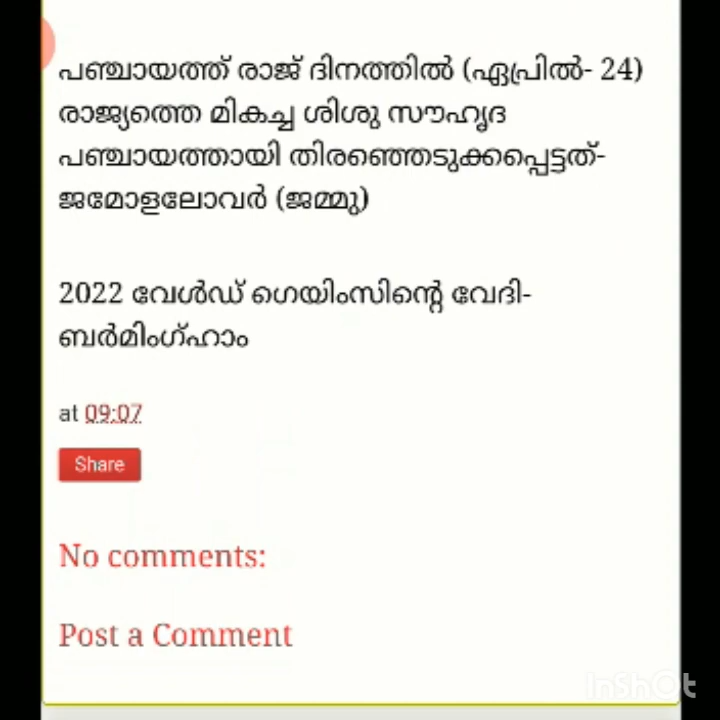 പഞ്ചായത്ത് രാജ് ദിനത്തിൽ (ഏപ്രിൽ- 24)
രാജ്യത്തെ മികച്ച ശിശു സൗഹൃദ
പഞ്ചായത്തായി തിരഞ്ഞെടുക്കപ്പെട്ടത്-
ജമോളലോവർ (ജമ്മു)
2022 വേൾഡ് ഗെയിംസിന്റെ വേദി-
ബർമിംഗ്ഹാം
at 09:07
Share
No comments:
Post a Comment
InShOt